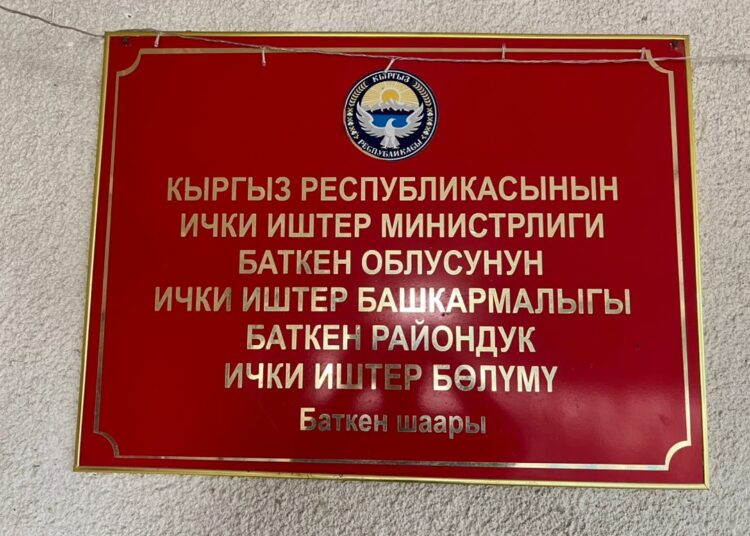 КЫРГЫЗ
РЕСПУБЛИКАСЫ
КЫРГЫЗ РЕСПУБЛИКАСЫНЫН
ИЧКИ ИШТЕР МИНИСТРЛИГИ
БАТКЕН ОБЛУСУНУН
ИЧКИ ИШТЕР БАШКАРМАЛЫГЫ
БАТКЕН РАЙОНДУК
ИЧКИ ИШТЕР БӨЛҮМҮ
Баткен шаары